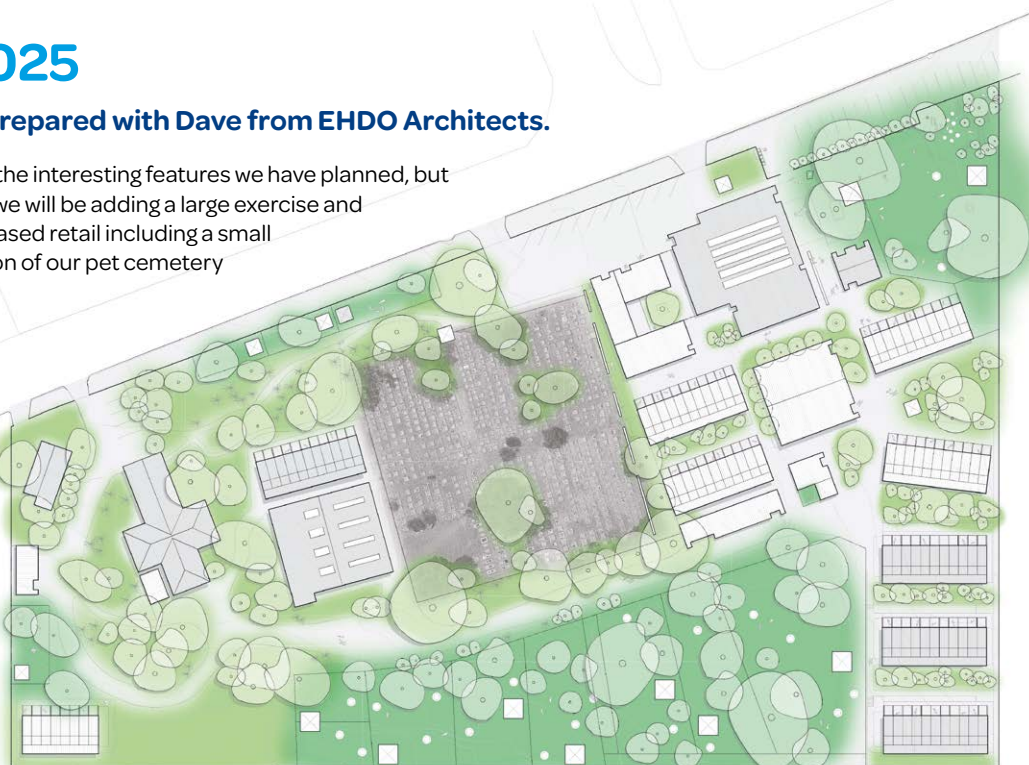 025
repared with Dave from EHDO Architects.
the interesting features we have planned, but
we will be adding a large exercise and
ased retail including a small
on of our pet cemetery